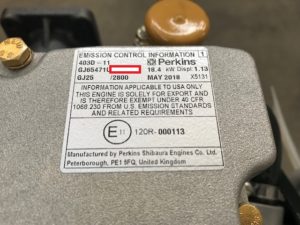 EMISSION CONTROL INFORMATION 1
403D - 11 Perkins
GJ65471U 18.4 kW Displ 1.13
GJ25 /2800 MAY 2018 X5131
INFORMATION APPLICABLE TO USA ONLY
THIS ENGINE IS SOLELY FOR EXPORT AND
IS THEREFORE EXEMPT UNDER 40 CFR
1068.230 FROM U.S. EMISSION STANDARDS
AND RELATED REQUIREMENTS
E 11 120R- 000113
Manufactured by Perkins Shibaura Engines Co. Ltd.
Peterborough, PE1 5FQ, United Kingdom